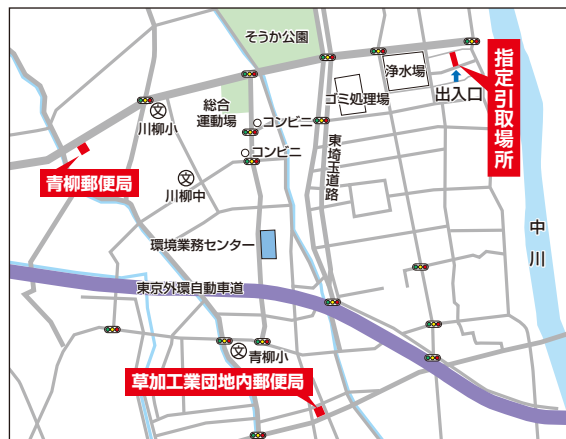 そうか公園
浄水場
指定引取場所
出入口
ゴミ処理場
総合
運動場
コンビニ
文
川柳小
コンビニ
東埼玉道路
青柳郵便局
文
川柳中
中川
環境業務センター
東京外環自動車道
文
青柳小
草加工業団地内郵便局